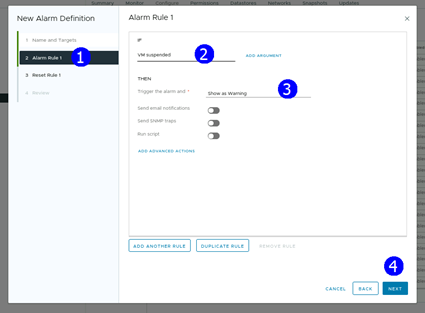 Summary Monitor Configure Permissions Datastores Networks Snapshots Updates
New Alarm Definition
Alarm Rule 1
×
1 Name and Targets
2 Alarm Rule 1
1
3 Reset Rule 1
4 Review
IF
VM suspended
2
ADD ARGUMENT
THEN
Trigger the alarm and *
Show as Warning
3
Send email notifications
Send SNMP traps
Run script
ADD ADVANCED ACTIONS
ADD ANOTHER RULE
DUPLICATE RULE
REMOVE RULE
4
CANCEL
BACK
NEXT